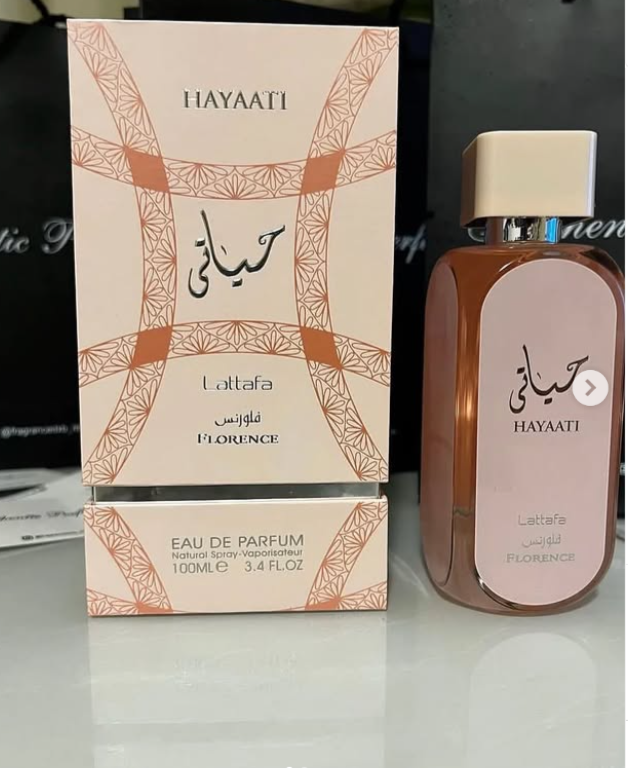 HAYAATI
حياتي
Lattafa
فلورنس
FLORENCE
EAU DE PARFUM
Natural Spray-Vaporisateur
100ML e 3.4 FL.OZ
حياتي
HAYAATI
Lattafa
فلورنس
FLORENCE